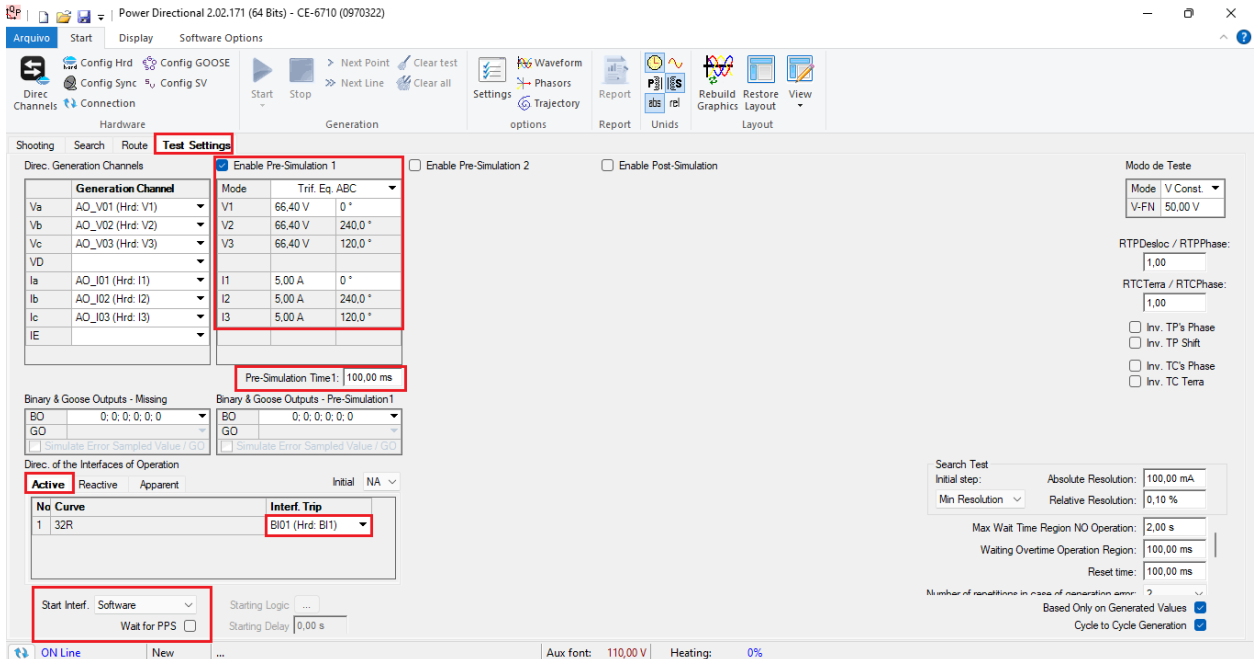 Power Directional 2.02.171 (64 Bits) - CE-6710 (0970322)
Arquivo Start Display Software Options
Direc Channels
Config Hrd Config GOOSE
Config Sync Config SV
Connection
Hardware
Start Stop
Next Point Clear test
Next Line Clear all
Generation
Settings
Waveform
Phasors
Trajectory
options
Report
Report
abs rel
Unids
Rebuild Graphics
Restore Layout
View
Layout
Shooting Search Route Test Settings
Direc. Generation Channels
Generation Channel
Va AO_V01 (Hrd: V1)
Vb AO_V02 (Hrd: V2)
Vc AO_V03 (Hrd: V3)
VD
Ia AO_I01 (Hrd: I1)
Ib AO_I02 (Hrd: I2)
Ic AO_I03 (Hrd: I3)
IE
Enable Pre-Simulation 1
Mode Trif. Eq. ABC
V1 66,40 V 0 °
V2 66,40 V 240,0 °
V3 66,40 V 120,0 °
I1 5,00 A 0 °
I2 5,00 A 240,0 °
I3 5,00 A 120,0 °
Pre-Simulation Time1: 100,00 ms
Enable Pre-Simulation 2
Enable Post-Simulation
Binary & Goose Outputs - Missing
BO 0; 0; 0; 0; 0; 0
GO
Simulate Error Sampled Value / GO
Binary & Goose Outputs - Pre-Simulation1
BO 0; 0; 0; 0; 0; 0
GO
Simulate Error Sampled Value / GO
Direc. of the Interfaces of Operation
Active Reactive Apparent Initial NA
No Curve Interf. Trip
1 32R BI01 (Hrd: BI1)
Start Interf. Software
Wait for PPS
Starting Logic ...
Starting Delay 0,00 s
Modo de Teste
Mode V Const.
V-FN 50,00 V
RTPDesloc / RTPPhase:
1,00
RTCTerra / RTCPhase:
1,00
Inv. TP's Phase
Inv. TP Shift
Inv. TC's Phase
Inv. TC Terra
Search Test
Initial step: Absolute Resolution: 100,00 mA
Min Resolution Relative Resolution: 0,10 %
Max Wait Time Region NO Operation: 2,00 s
Waiting Overtime Operation Region: 100,00 ms
Reset time: 100,00 ms
Number of repetitions in case of generation error: 2
Based Only on Generated Values
Cycle to Cycle Generation
ON Line New ... Aux font: 110,00 V Heating: 0%